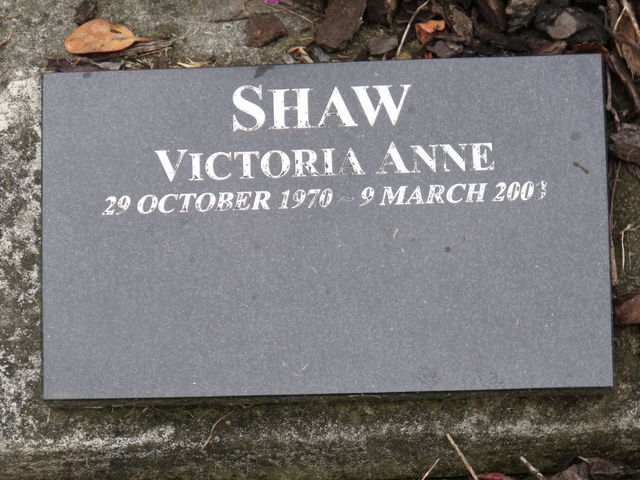 SHAW
VICTORIA ANNE
29 OCTOBER 1970 ~ 9 MARCH 2003